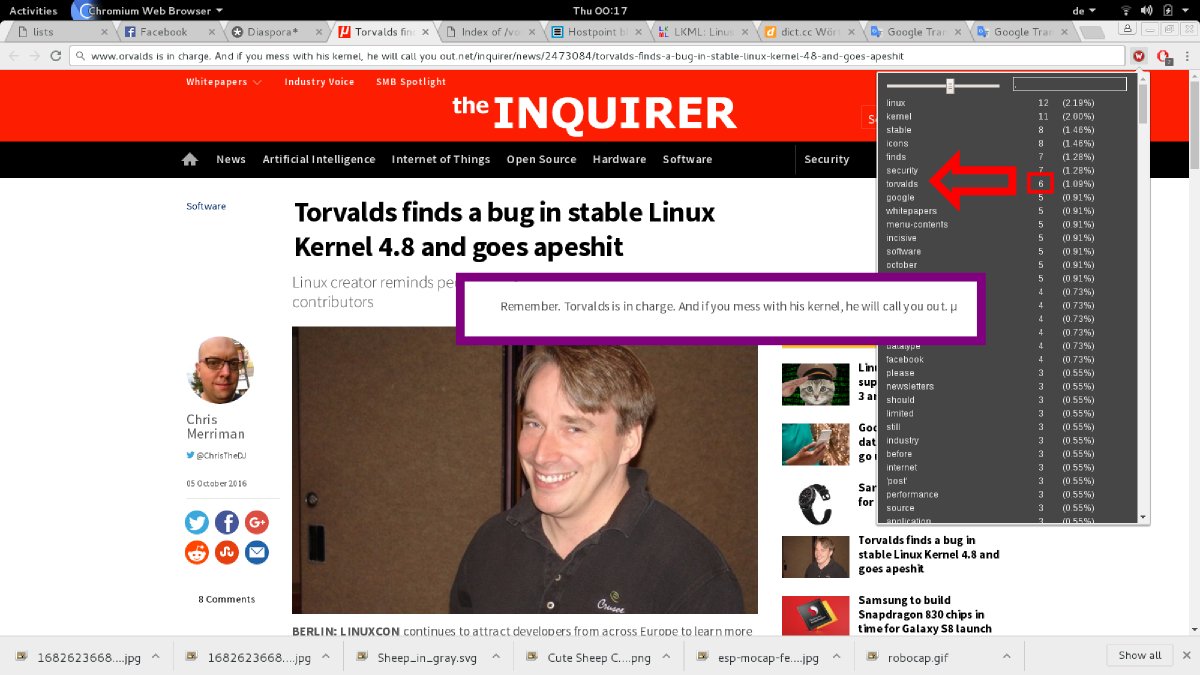 Activities
Chromium Web Browser
Thu 00:17
de
lists
Facebook
Diaspora*
Torvalds fin
Index of /vo
Hostpoint bl
LKML: Linus
dict.cc Wör
Google Tra
Google Tra
www.orvalds is in charge. And if you mess with his kernel, he will call you out.net/inquirer/news/2473084/torvalds-finds-a-bug-in-stable-linux-kernel-48-and-goes-apeshit
Whitepapers
Industry Voice
SMB Spotlight
the INQUIRER
News
Artificial Intelligence
Internet of Things
Open Source
Hardware
Software
Security
Software
Torvalds finds a bug in stable Linux
Kernel 4.8 and goes apeshit
Linux creator reminds pe
contributors
Remember. Torvalds is in charge. And if you mess with his kernel, he will call you out. µ
Chris
Merriman
@ChrisTheDJ
05 October 2016
8 Comments
Crusoe
BERLIN: LINUXCON continues to attract developers from across Europe to learn more
linux 12 (2.19%)
kernel 11 (2.00%)
stable 8 (1.46%)
icons 8 (1.46%)
finds 7 (1.28%)
security 7 (1.28%)
torvalds 6 (1.09%)
google 5 (0.91%)
whitepapers 5 (0.91%)
menu-contents 5 (0.91%)
incisive 5 (0.91%)
software 5 (0.91%)
october 5 (0.91%)
5 (0.91%)
4 (0.73%)
4 (0.73%)
4 (0.73%)
4 (0.73%)
datatype 4 (0.73%)
facebook 4 (0.73%)
please 3 (0.55%)
newsletters 3 (0.55%)
should 3 (0.55%)
limited 3 (0.55%)
still 3 (0.55%)
industry 3 (0.55%)
before 3 (0.55%)
internet 3 (0.55%)
'post' 3 (0.55%)
performance 3 (0.55%)
source 3 (0.55%)
application 3 (0.55%)
Linu
sup
3 an
Goo
dat
go u
San
for
Torvalds finds a bug in
stable Linux Kernel 4.8 and
goes apeshit
Samsung to build
Snapdragon 830 chips in
time for Galaxy S8 launch
1682623668....jpg
1682623668....jpg
Sheep_in_gray.svg
Cute Sheep C....png
esp-mocap-fe....jpg
robocap.gif
Show all